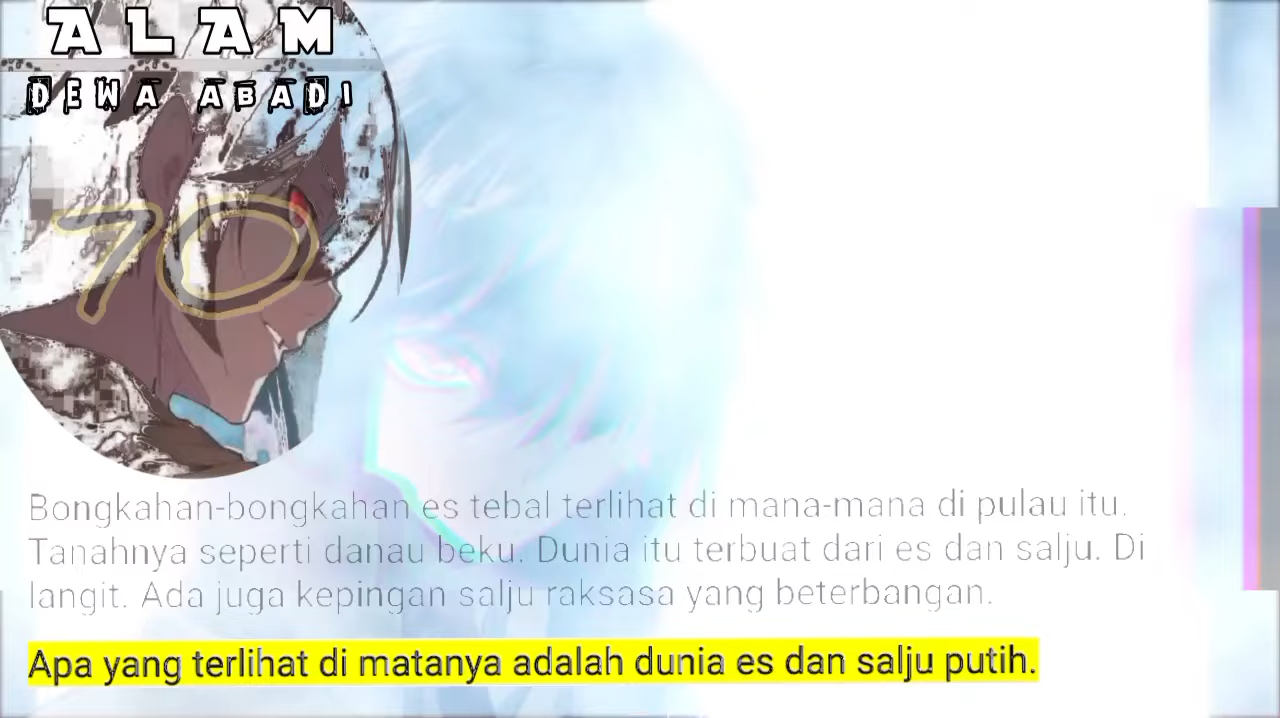 ALAM
DEWA ABADI
70
Bongkahan-bongkahan es tebal terlihat di mana-mana di pulau itu.
Tanahnya seperti danau beku. Dunia itu terbuat dari es dan salju. Di
langit. Ada juga kepingan salju raksasa yang beterbangan.
Apa yang terlihat di matanya adalah dunia es dan salju putih.